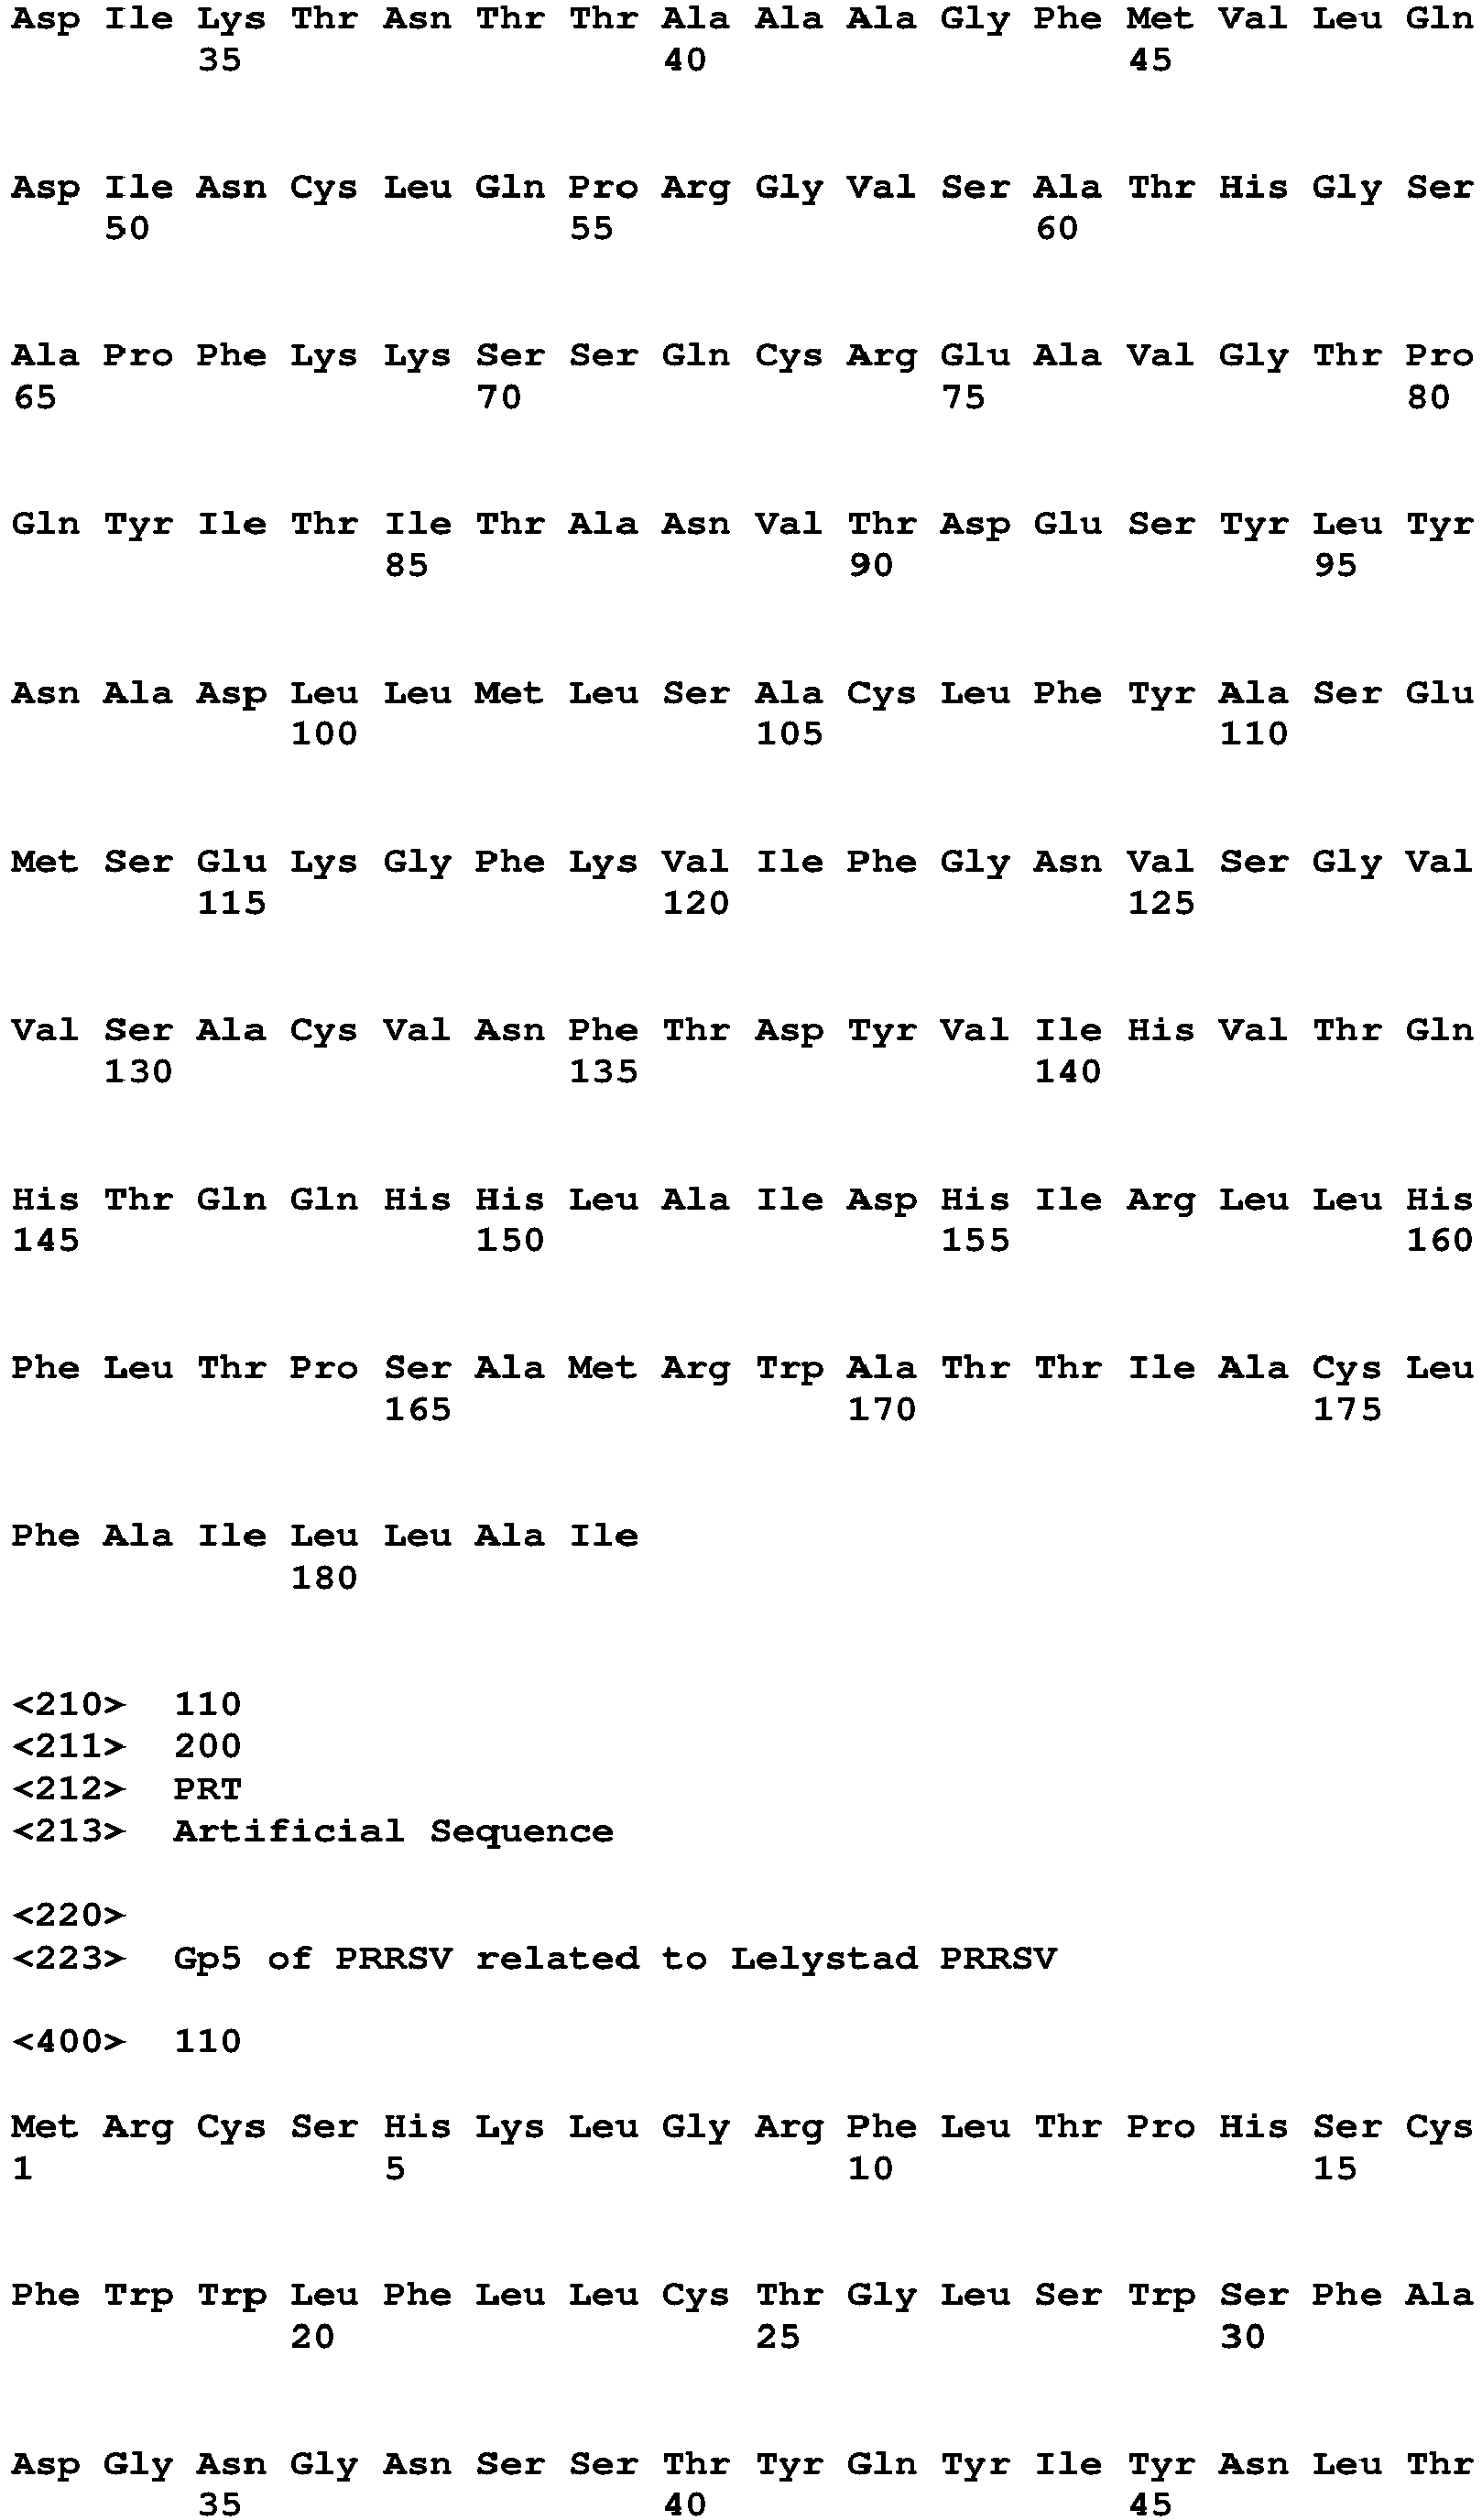 Asp Ile Lys Thr Asn Thr Thr Ala Ala Ala Gly Phe Met Val Leu Gln
35 40 45
Asp Ile Asn Cys Leu Gln Pro Arg Gly Val Ser Ala Thr His Gly Ser
50 55 60
Ala Pro Phe Lys Lys Ser Ser Gln Cys Arg Glu Ala Val Gly Thr Pro
65 70 75 80
Gln Tyr Ile Thr Ile Thr Ala Asn Val Thr Asp Glu Ser Tyr Leu Tyr
85 90 95
Asn Ala Asp Leu Leu Met Leu Ser Ala Cys Leu Phe Tyr Ala Ser Glu
100 105 110
Met Ser Glu Lys Gly Phe Lys Val Ile Phe Gly Asn Val Ser Gly Val
115 120 125
Val Ser Ala Cys Val Asn Phe Thr Asp Tyr Val Ile His Val Thr Gln
130 135 140
His Thr Gln Gln His His Leu Ala Ile Asp His Ile Arg Leu Leu His
145 150 155 160
Phe Leu Thr Pro Ser Ala Met Arg Trp Ala Thr Thr Ile Ala Cys Leu
165 170 175
Phe Ala Ile Leu Leu Ala Ile
180
<210> 110
<211> 200
<212> PRT
<213> Artificial Sequence
<220>
<223> Gp5 of PRRSV related to Lelystad PRRSV
<400> 110
Met Arg Cys Ser His Lys Leu Gly Arg Phe Leu Thr Pro His Ser Cys
1 5 10 15
Phe Trp Trp Leu Phe Leu Leu Cys Thr Gly Leu Ser Trp Ser Phe Ala
20 25 30
Asp Gly Asn Gly Asn Ser Ser Thr Tyr Gln Tyr Ile Tyr Asn Leu Thr
35 40 45